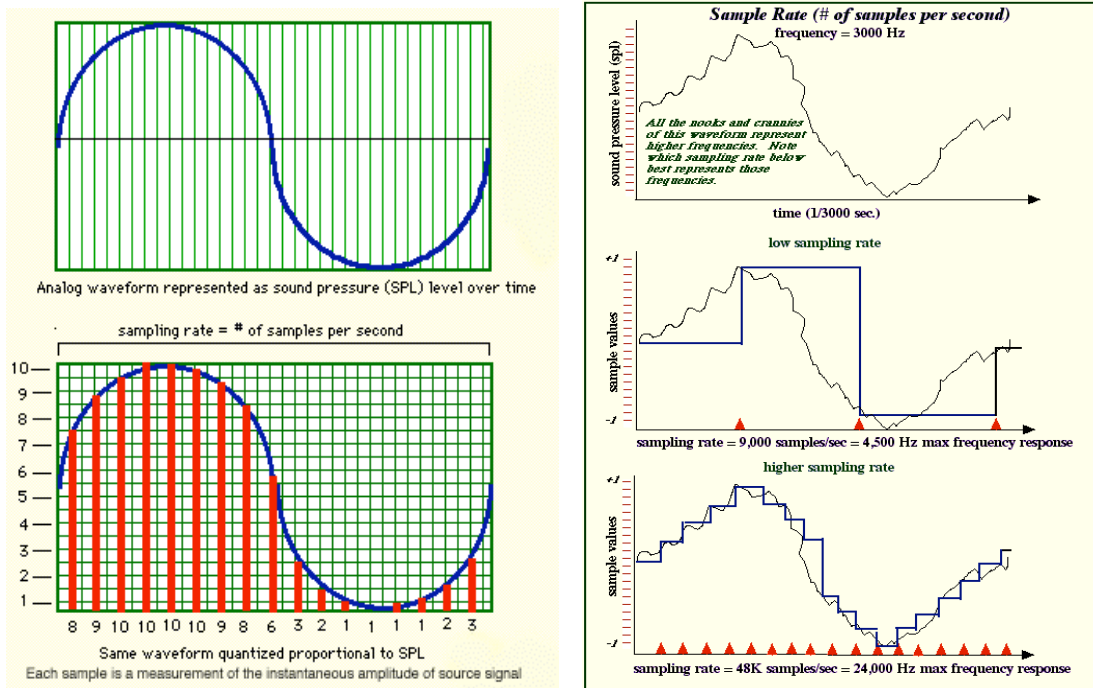 Analog waveform represented as sound pressure (SPL) level over time
sampling rate = # of samples per second
10
9
8
7
6
5
4
3
2
1
8 9 10 10 10 10 9 8 6 3 2 1 1 1 1 2 3
Same waveform quantized proportional to SPL
Each sample is a measurement of the instantaneous amplitude of source signal
Sample Rate (# of samples per second)
frequency = 3000 Hz
sound pressure level (spl)
All the nooks and crannies
of this waveform represent
higher frequencies. Note
which sampling rate below
best represents those
frequencies.
time (1/3000 sec.)
low sampling rate
+1
sample values
-1
sampling rate = 9,000 samples/sec = 4,500 Hz max frequency response
higher sampling rate
+1
sample values
-1
sampling rate = 48K samples/sec = 24,000 Hz max frequency response